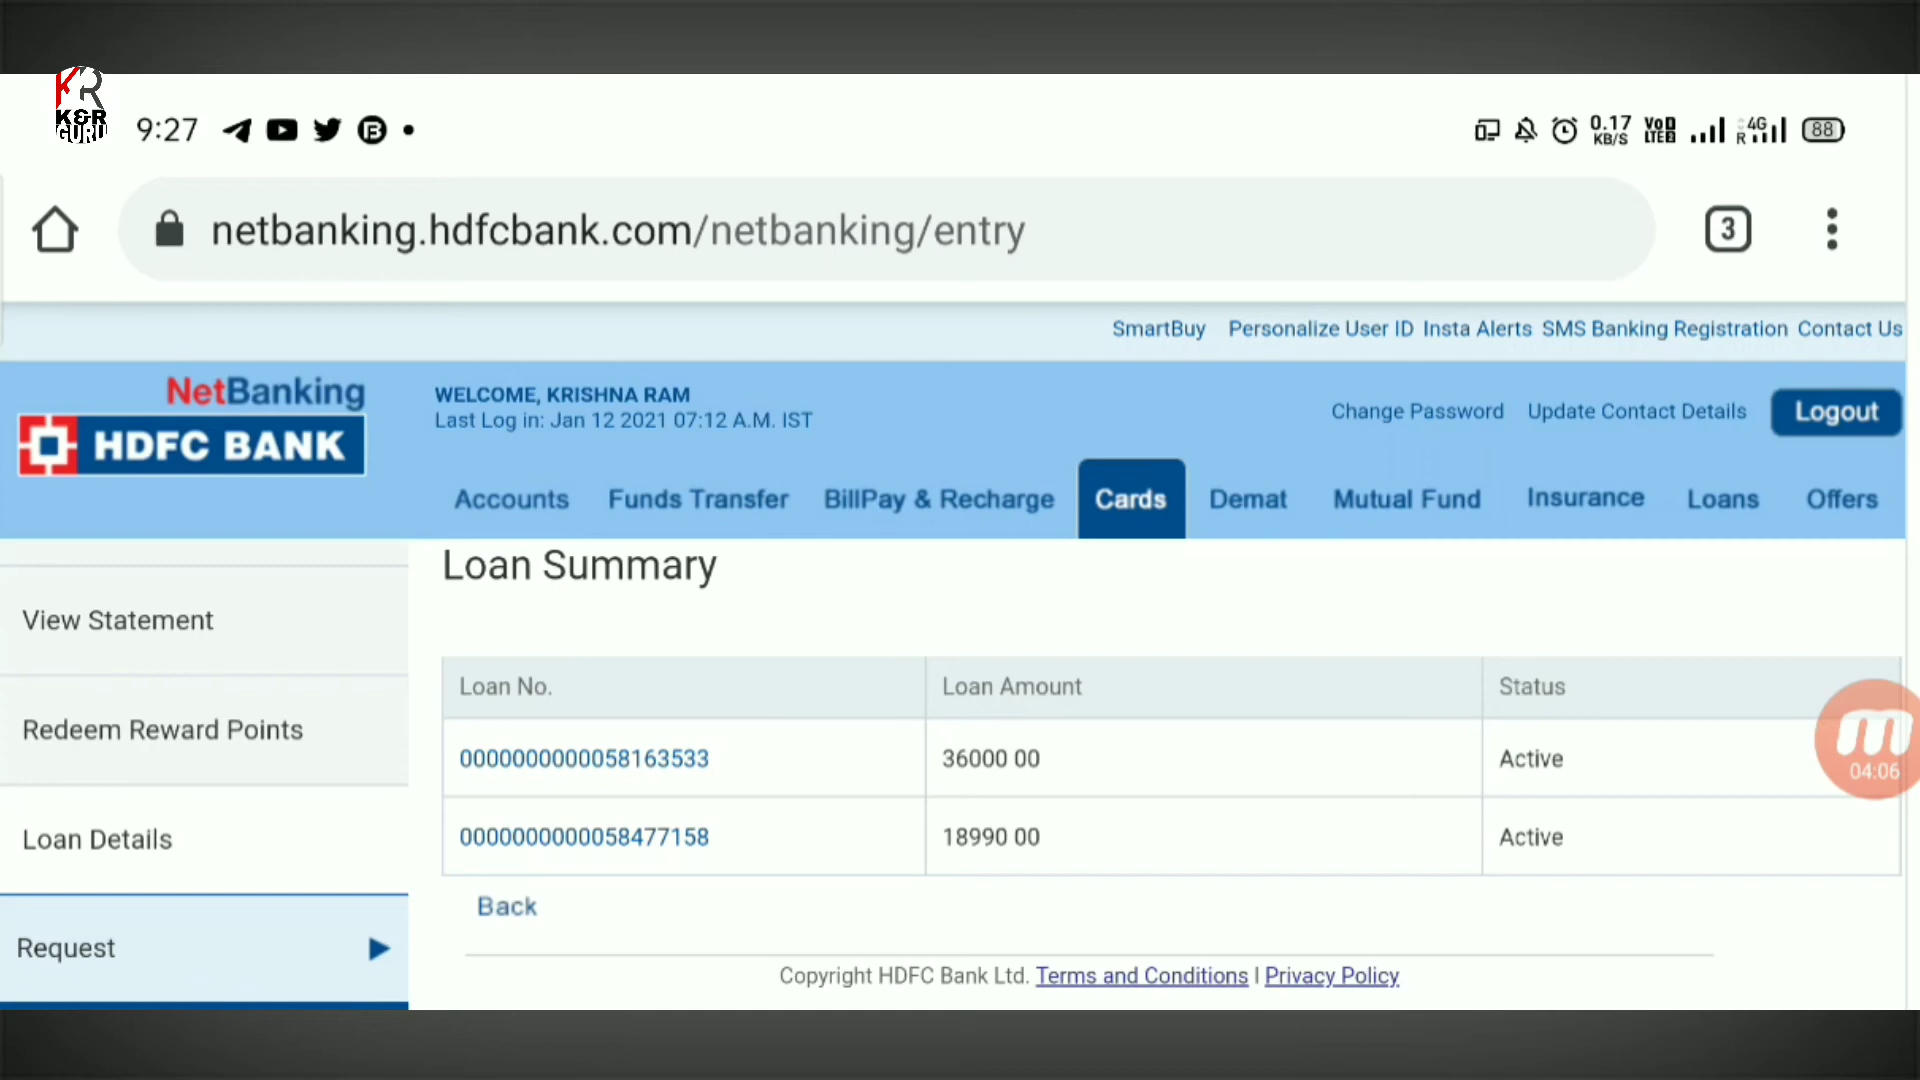 KR
K&R
GURU
9:27
0.17
KB/S
VoD
LTE2
R 4G
88
netbanking.hdfcbank.com/netbanking/entry
3
SmartBuy Personalize User ID Insta Alerts SMS Banking Registration Contact Us
NetBanking
HDFC BANK
WELCOME, KRISHNA RAM
Last Log in: Jan 12 2021 07:12 A.M. IST
Change Password Update Contact Details Logout
Accounts Funds Transfer BillPay & Recharge Cards Demat Mutual Fund Insurance Loans Offers
View Statement
Redeem Reward Points
Loan Details
Request
Loan Summary
Loan No. Loan Amount Status
0000000000058163533 36000 00 Active
0000000000058477158 18990 00 Active
04:06
Back
Copyright HDFC Bank Ltd. Terms and Conditions | Privacy Policy